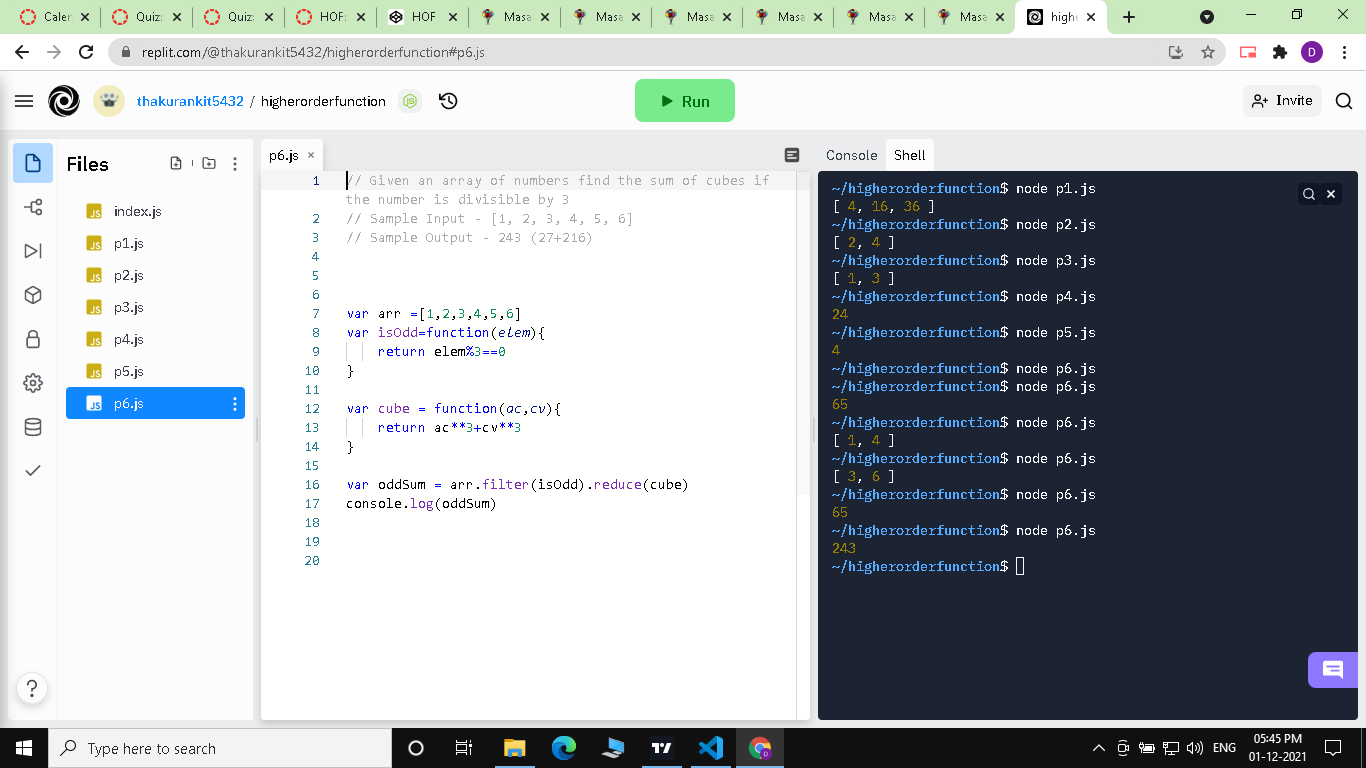 Caler
Quiz:
Quiz:
HOF:
HOF
Masa
Masa
Masa
Masa
Masa
Masa
highe
replit.com/@thakurankit5432/higherorderfunction#p6.js
D
thakurankit5432 / higherorderfunction
Run
Invite
Files
index.js
p1.js
p2.js
p3.js
p4.js
p5.js
p6.js
p6.js
1 // Given an array of numbers find the sum of cubes if
the number is divisible by 3
2 // Sample Input - [1, 2, 3, 4, 5, 6]
3 // Sample Output - 243 (27+216)
4
5
6
7 var arr =[1,2,3,4,5,6]
8 var isOdd=function(elem){
9 return elem%3==0
10 }
11
12 var cube = function(ac,cv){
13 return ac**3+cv**3
14 }
15
16 var oddSum = arr.filter(isOdd).reduce(cube)
17 console.log(oddSum)
18
19
20
Console Shell
~/higherorderfunction$ node p1.js
[ 4, 16, 36 ]
~/higherorderfunction$ node p2.js
[ 2, 4 ]
~/higherorderfunction$ node p3.js
[ 1, 3 ]
~/higherorderfunction$ node p4.js
24
~/higherorderfunction$ node p5.js
4
~/higherorderfunction$ node p6.js
~/higherorderfunction$ node p6.js
65
~/higherorderfunction$ node p6.js
[ 1, 4 ]
~/higherorderfunction$ node p6.js
[ 3, 6 ]
~/higherorderfunction$ node p6.js
65
~/higherorderfunction$ node p6.js
243
~/higherorderfunction$
?
Type here to search
ENG
05:45 PM
01-12-2021